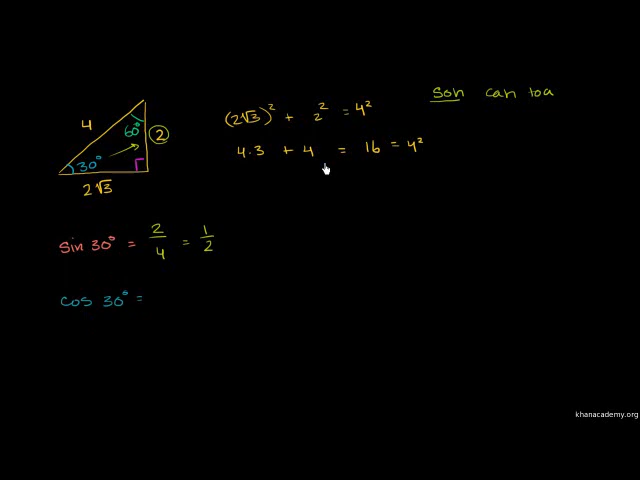 soh cah toa
4
60°
2
30°
2√3
(2√3)² + 2² = 4²
4·3 + 4 = 16 = 4²
sin 30° = 2/4 = 1/2
cos 30° =
khanacademy.org